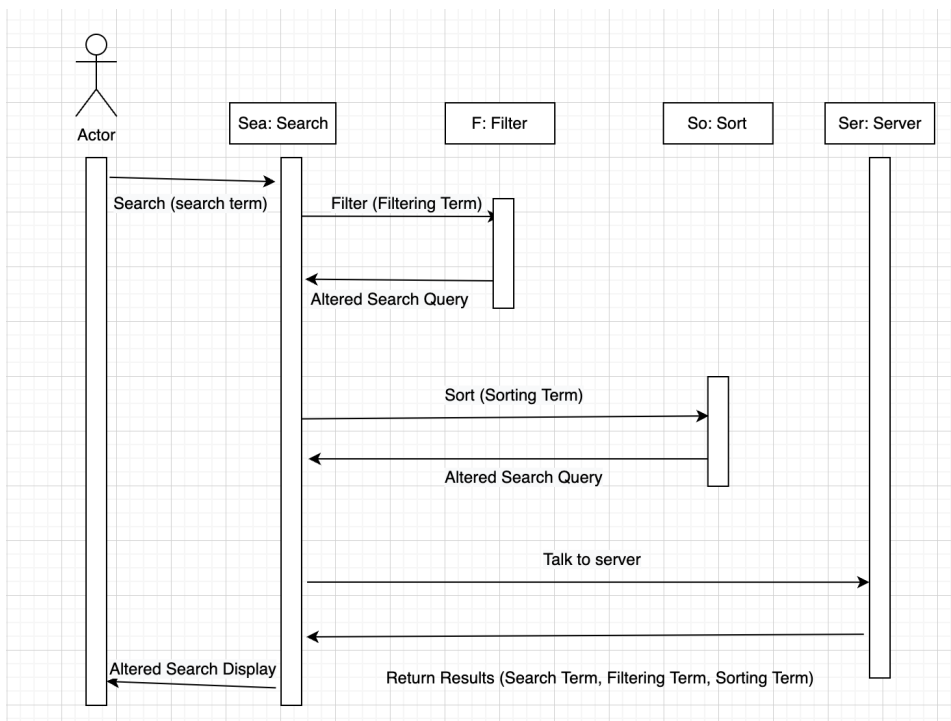 Actor
Sea: Search
F: Filter
So: Sort
Ser: Server
Search (search term)
Filter (Filtering Term)
Altered Search Query
Sort (Sorting Term)
Altered Search Query
Talk to server
Altered Search Display
Return Results (Search Term, Filtering Term, Sorting Term)